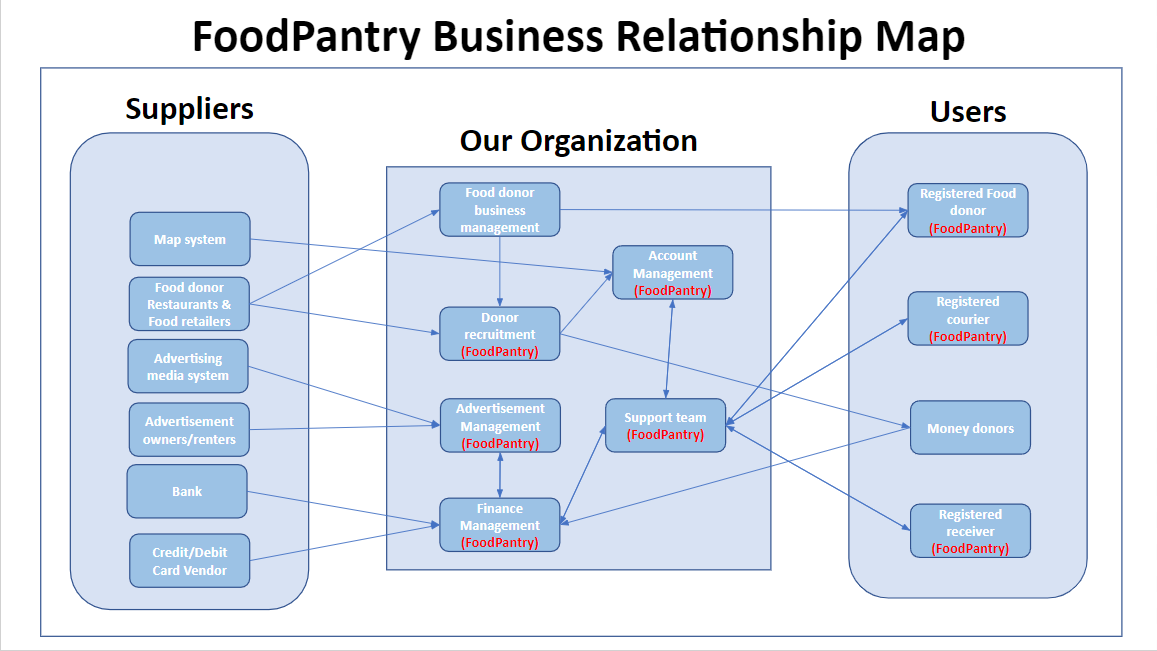 FoodPantry Business Relationship Map
Suppliers
Map system
Food donor
Restaurants &
Food retailers
Advertising
media system
Advertisement
owners/renters
Bank
Credit/Debit
Card Vendor
Our Organization
Food donor
business
management
Account
Management
(FoodPantry)
Donor
recruitment
(FoodPantry)
Advertisement
Management
(FoodPantry)
Support team
(FoodPantry)
Finance
Management
(FoodPantry)
Users
Registered Food
donor
(FoodPantry)
Registered
courier
(FoodPantry)
Money donors
Registered
receiver
(FoodPantry)